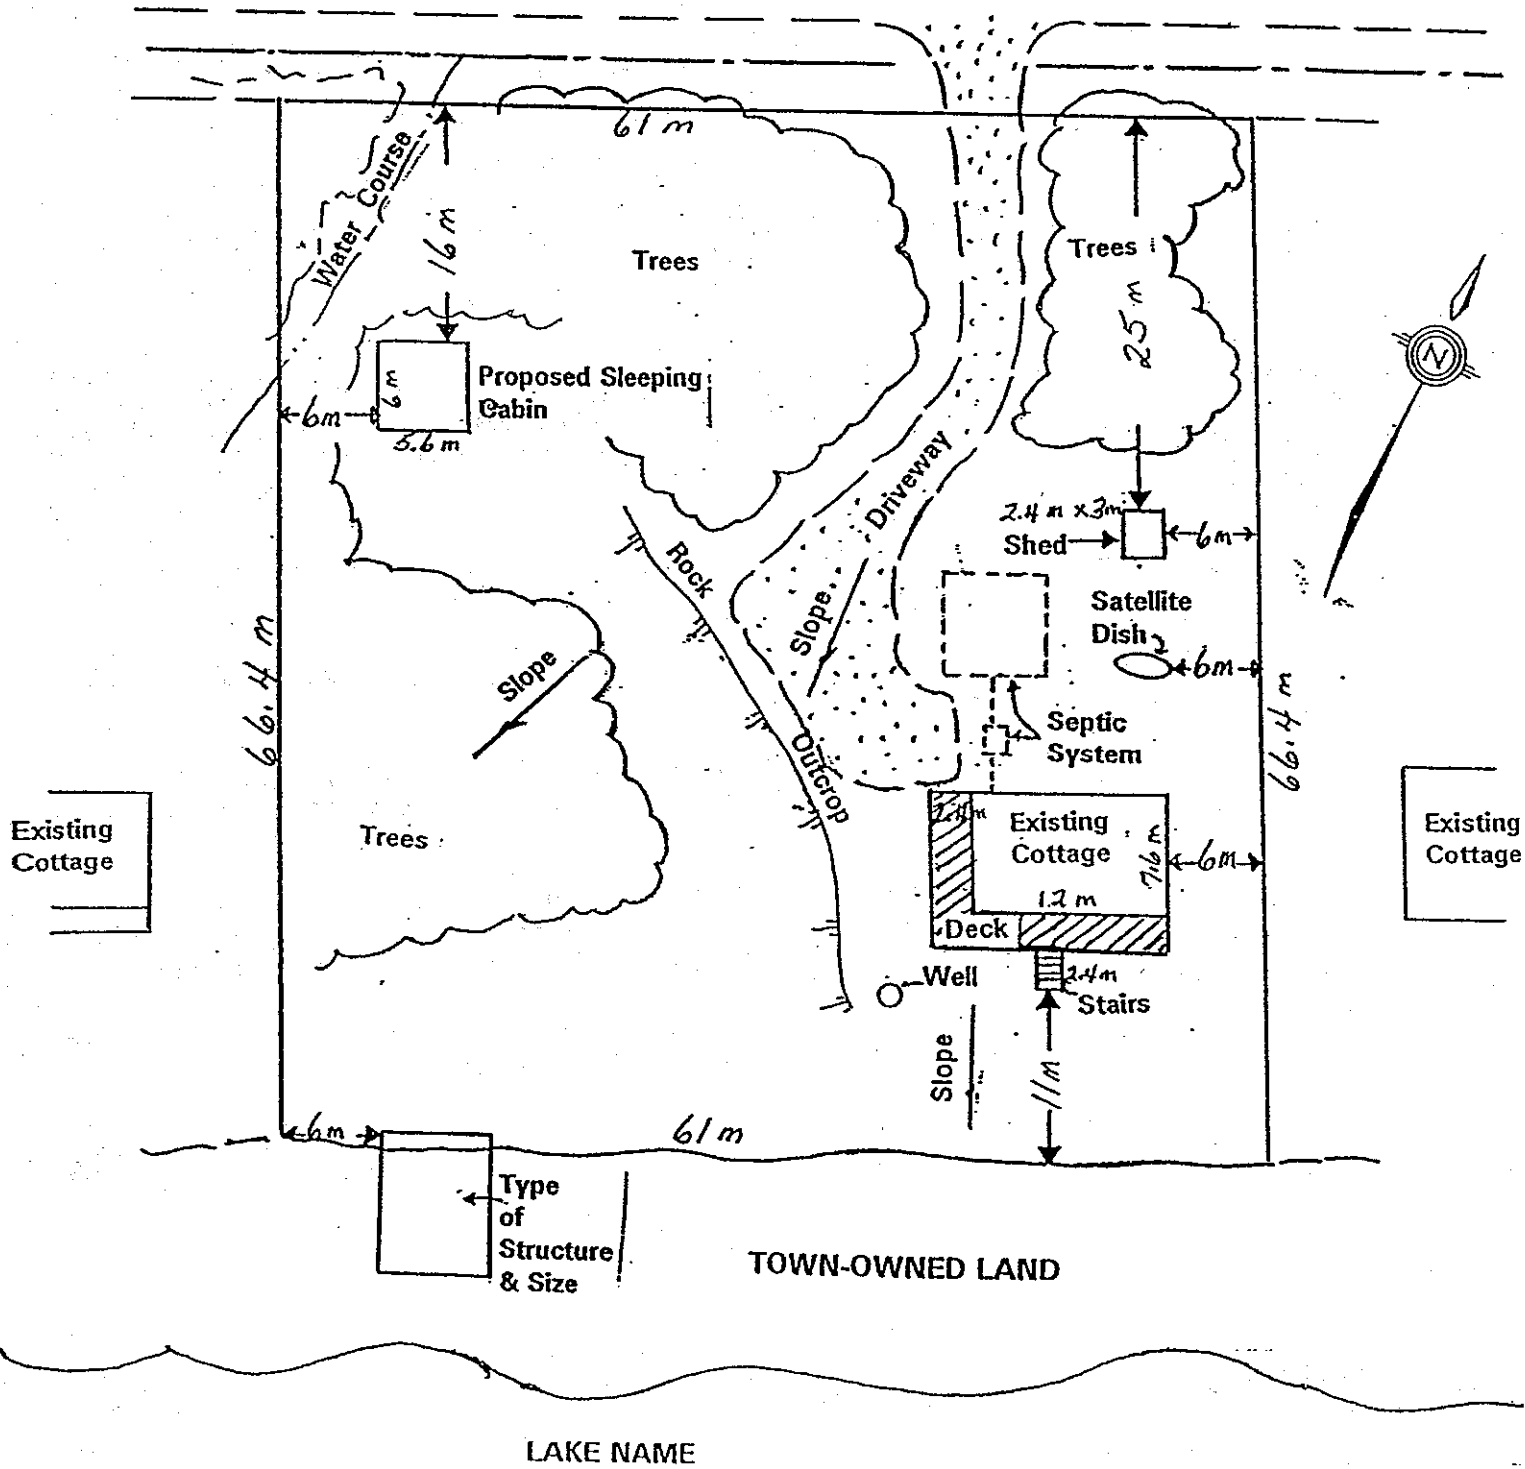 61 m
Water Course
16 m
Trees
Trees
25 m
N
Proposed Sleeping
Cabin
6 m
6m
5.6 m
Driveway
2.4 m x 3m
Shed
6m
Rock
Outcrop
Slope
Satellite
Dish
6m
66.4 m
Slope
Septic
System
66.4 m
Existing
Cottage
Trees
Existing
Cottage
7.6 m
6m
1.2 m
Deck
Existing
Cottage
Well
2.4m
Stairs
Slope
11m
6m
61 m
Type
of
Structure
& Size
TOWN-OWNED LAND
LAKE NAME